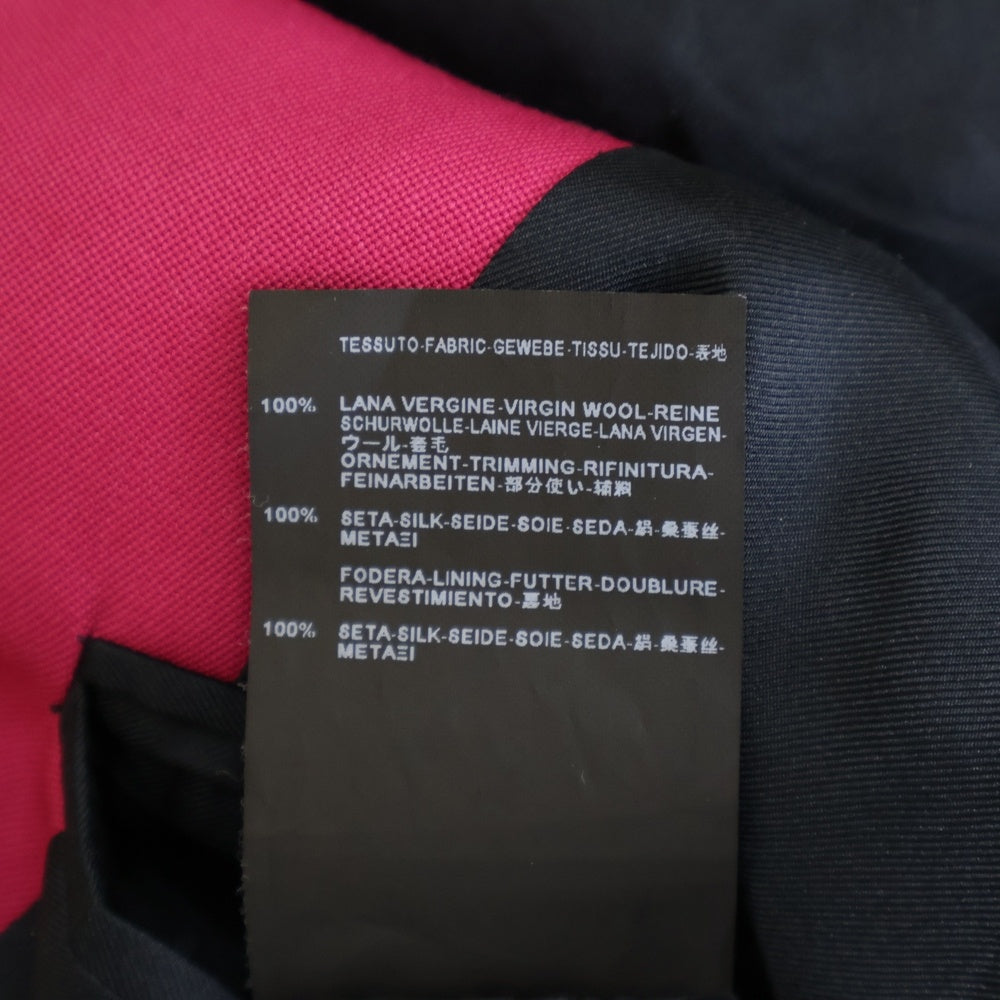 TESSUTO-FABRIC-GEWEBE-TISSU-TEJIDO-表地
100% LANA VERGINE-VIRGIN WOOL-REINE
SCHURWOLLE-LAINE VIERGE-LANA VIRGEN-
ウール-套毛
ORNEMENT-TRIMMING-RIFINITURA-
FEINARBEITEN-部分使い-辅料
100% SETA-SILK-SEIDE-SOIE-SEDA-絹-桑蚕丝-
ΜΕΤΑΞΙ
FODERA-LINING-FUTTER-DOUBLURE-
REVESTIMIENTO-裏地
100% SETA-SILK-SEIDE-SOIE-SEDA-絹-桑蚕丝-
ΜΕΤΑΞΙ